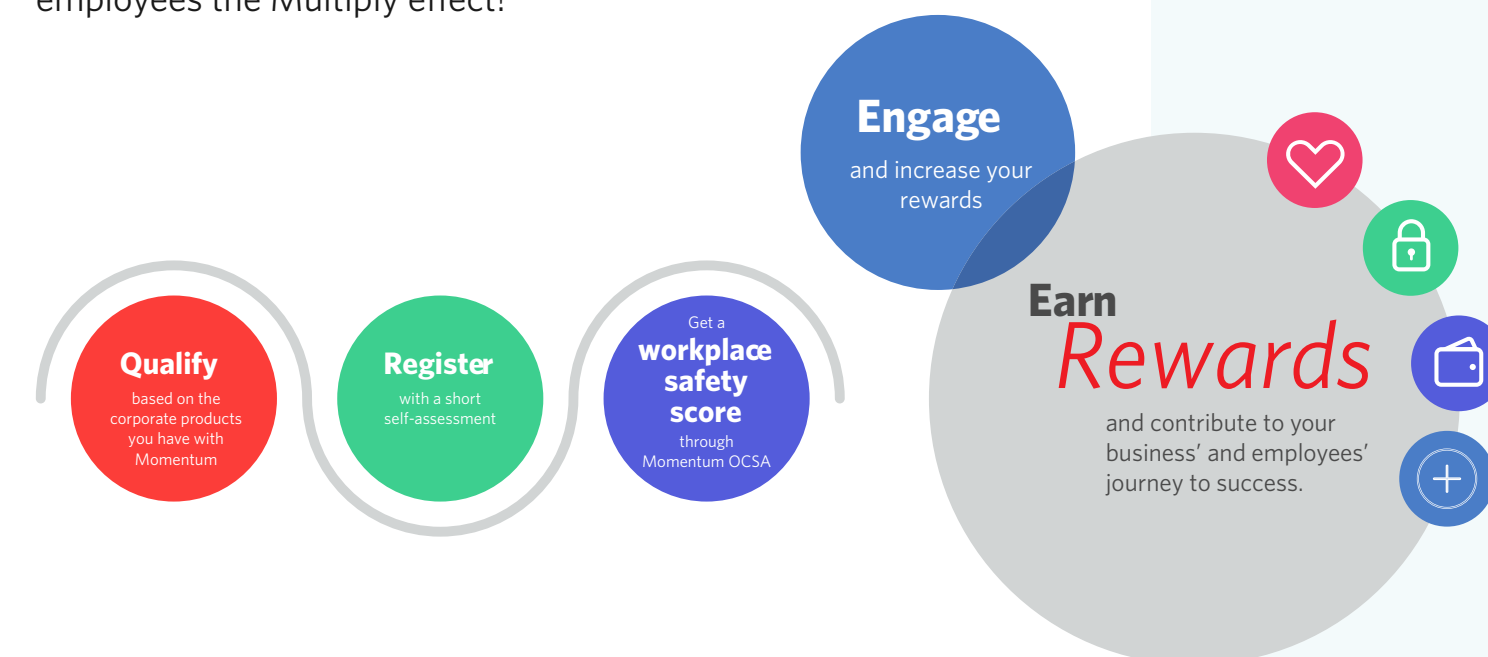 employees the Multiply effect!
Qualify
based on the
corporate products
you have with
Momentum
Register
with a short
self-assessment
Get a
workplace
safety
score
through
Momentum OCSA
Engage
and increase your
rewards
Earn
Rewards
and contribute to your
business’ and employees’
journey to success.